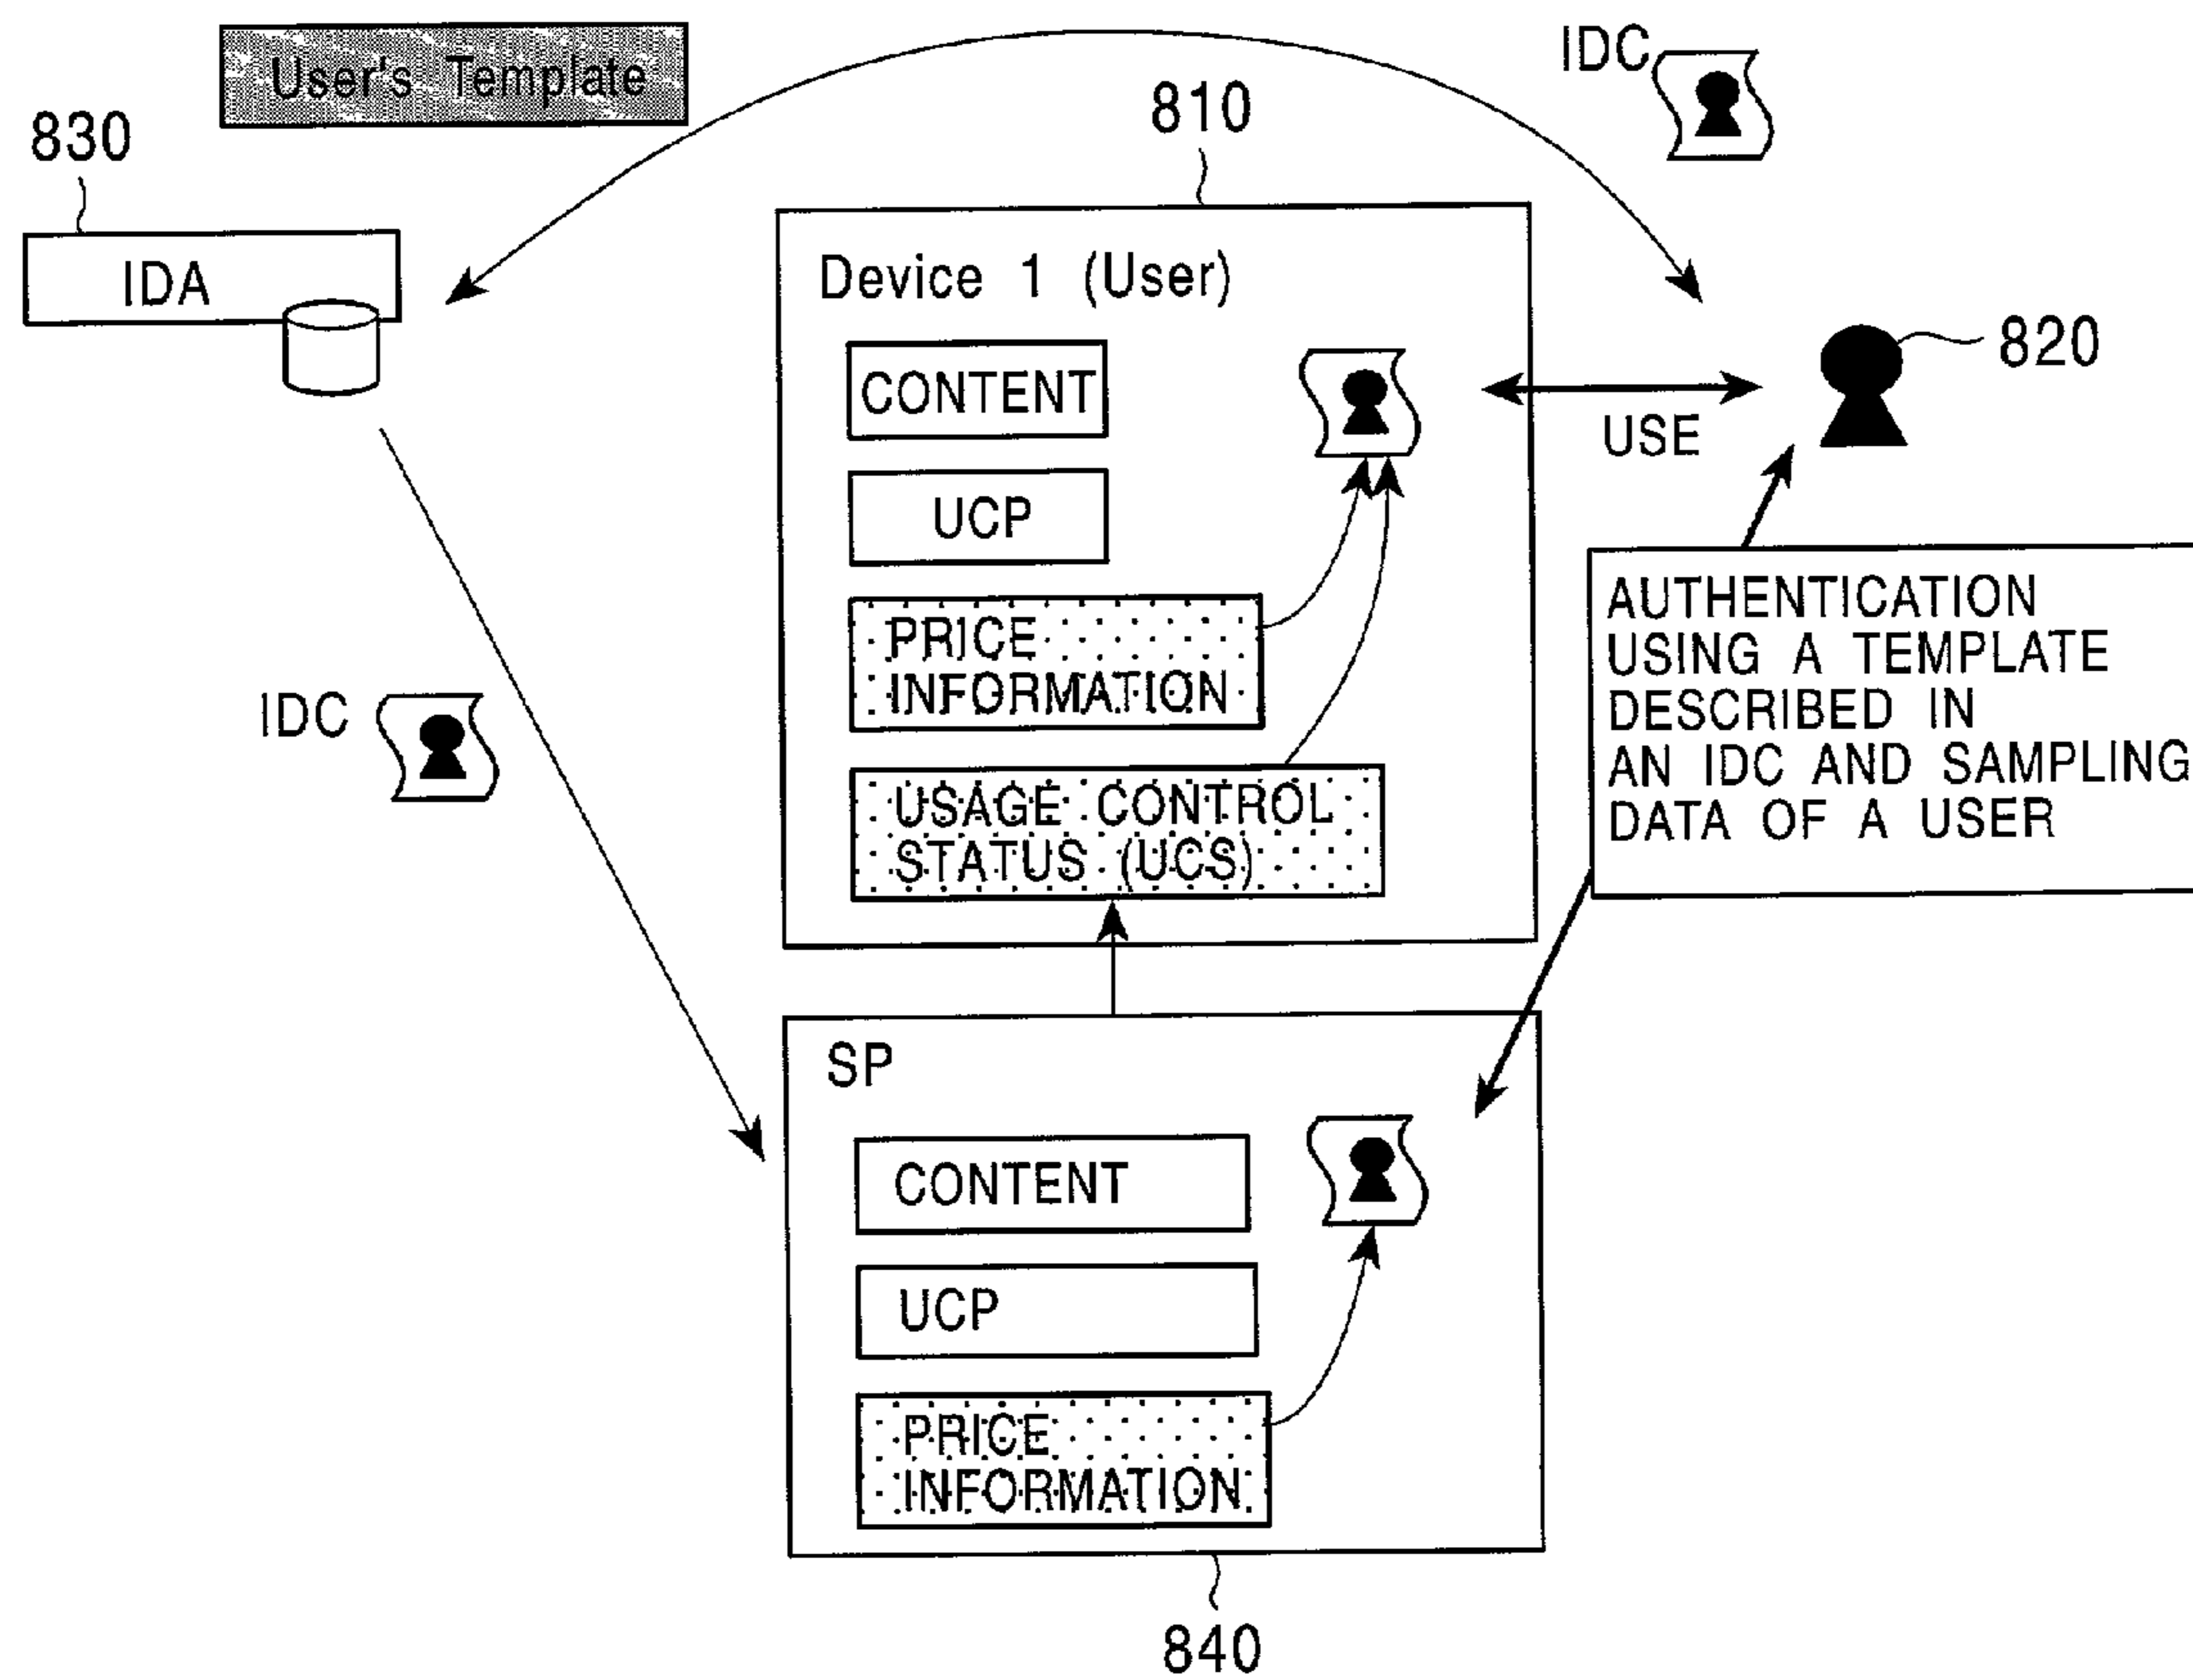 User's Template
IDC
830
810
IDA
Device 1 (User)
820
CONTENT
USE
UCP
AUTHENTICATION
USING A TEMPLATE
DESCRIBED IN
AN IDC AND SAMPLING
DATA OF A USER
PRICE
INFORMATION
IDC
USAGE CONTROL
STATUS (UCS)
SP
CONTENT
UCP
PRICE
INFORMATION
840